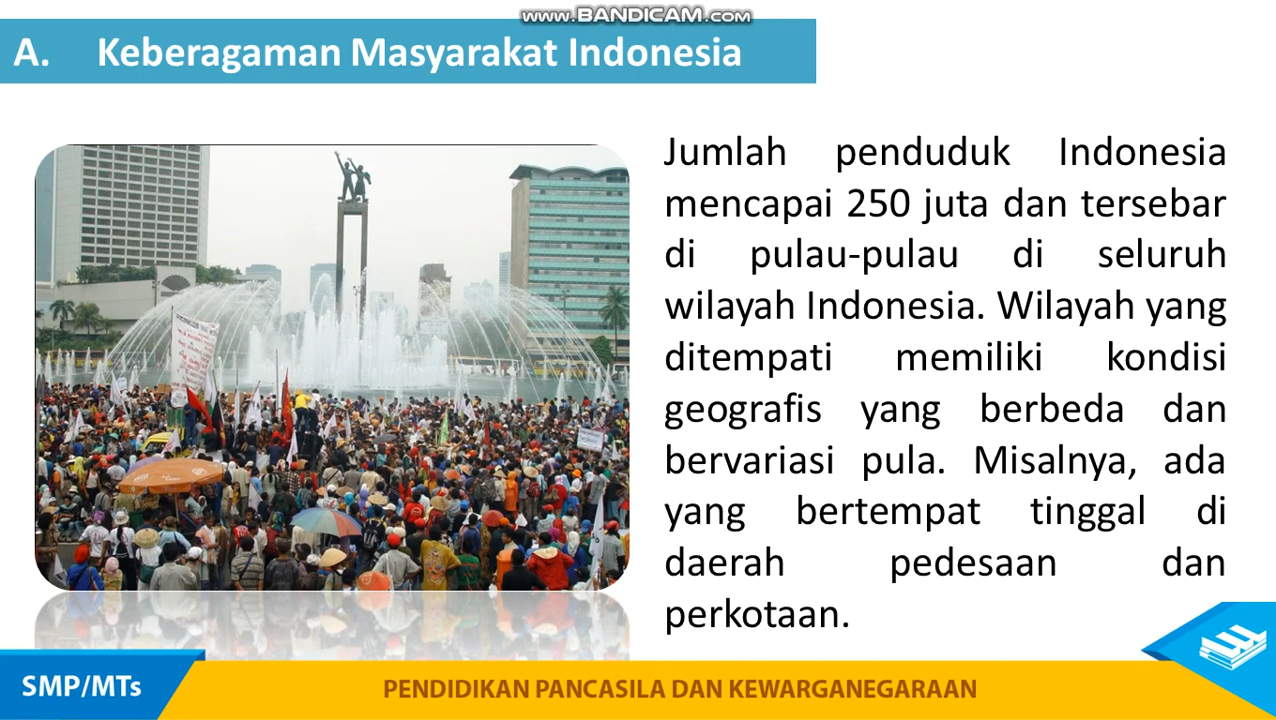 www.BANDICAM.com
A. Keberagaman Masyarakat Indonesia
Jumlah penduduk Indonesia
mencapai 250 juta dan tersebar
di pulau-pulau di seluruh
wilayah Indonesia. Wilayah yang
ditempati memiliki kondisi
geografis yang berbeda dan
bervariasi pula. Misalnya, ada
yang bertempat tinggal di
daerah pedesaan dan
perkotaan.
SMP/MTs
PENDIDIKAN PANCASILA DAN KEWARGANEGARAAN